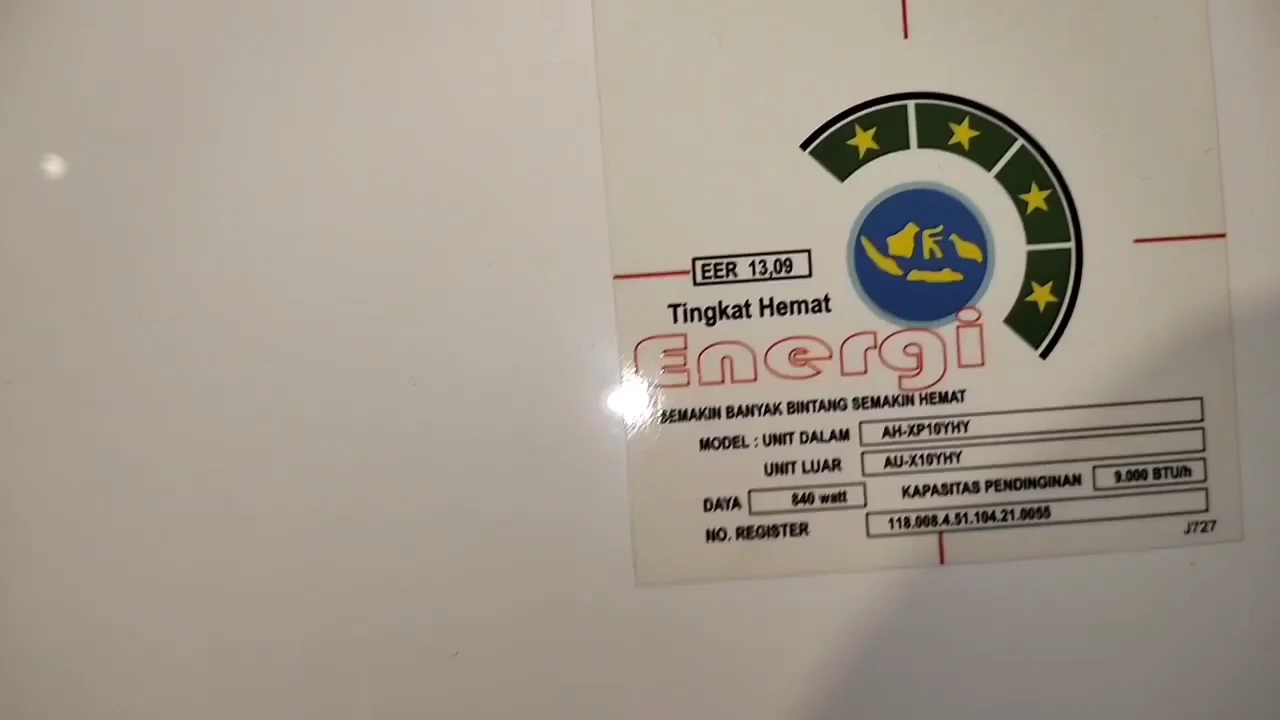 EER 13,09
Tingkat Hemat
Energi
SEMAKIN BANYAK BINTANG SEMAKIN HEMAT
MODEL : UNIT DALAM AH-XP10YHY
UNIT LUAR AU-X10YHY
DAYA 840 watt KAPASITAS PENDINGINAN 9.000 BTU/h
NO. REGISTER 118.008.4.51.104.21.0055
J727